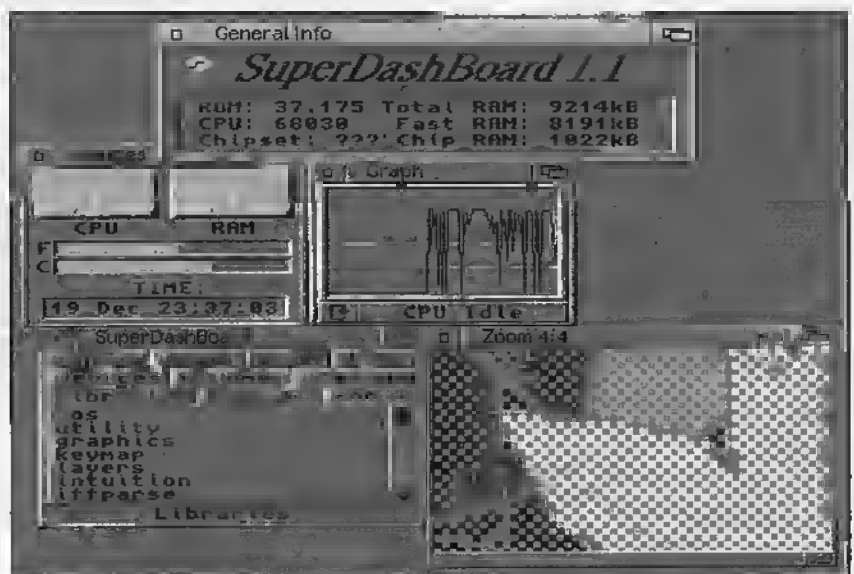 General Info
SuperDashBoard 1.1
ROM: 37.175 Total RAM: 9214kB
CPU: 68030 Fast RAM: 8191kB
Chipset: ??? Chip RAM: 1022kB
Graph
CPU RAM
F
C
TIME:
19 Dec 23:37:03
CPU Idle
SuperDashBoa
Zoom 4:4
utility
graphics
keymap
layers
intuition
iffparse
Libraries